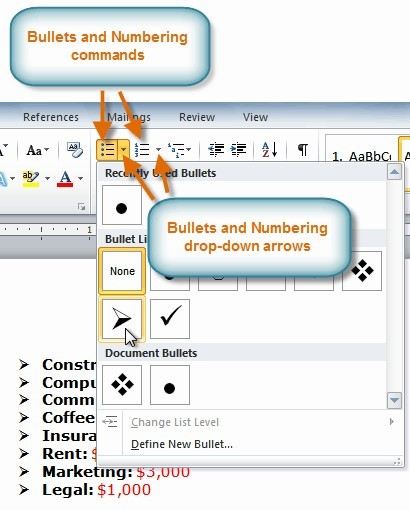 Bullets and Numbering
commands
References Mailings Review View
Aa
ab
A
A
Z
¶
1. AaBbCc
A
Recently Used Bullets
Bullets and Numbering
drop-down arrows
Bullet Li
None
1
Document Bullets
Change List Level
Define New Bullet...
Constr
Compu
Comm
Coffee
Insura
Rent: $
Marketing: $3,000
Legal: $1,000